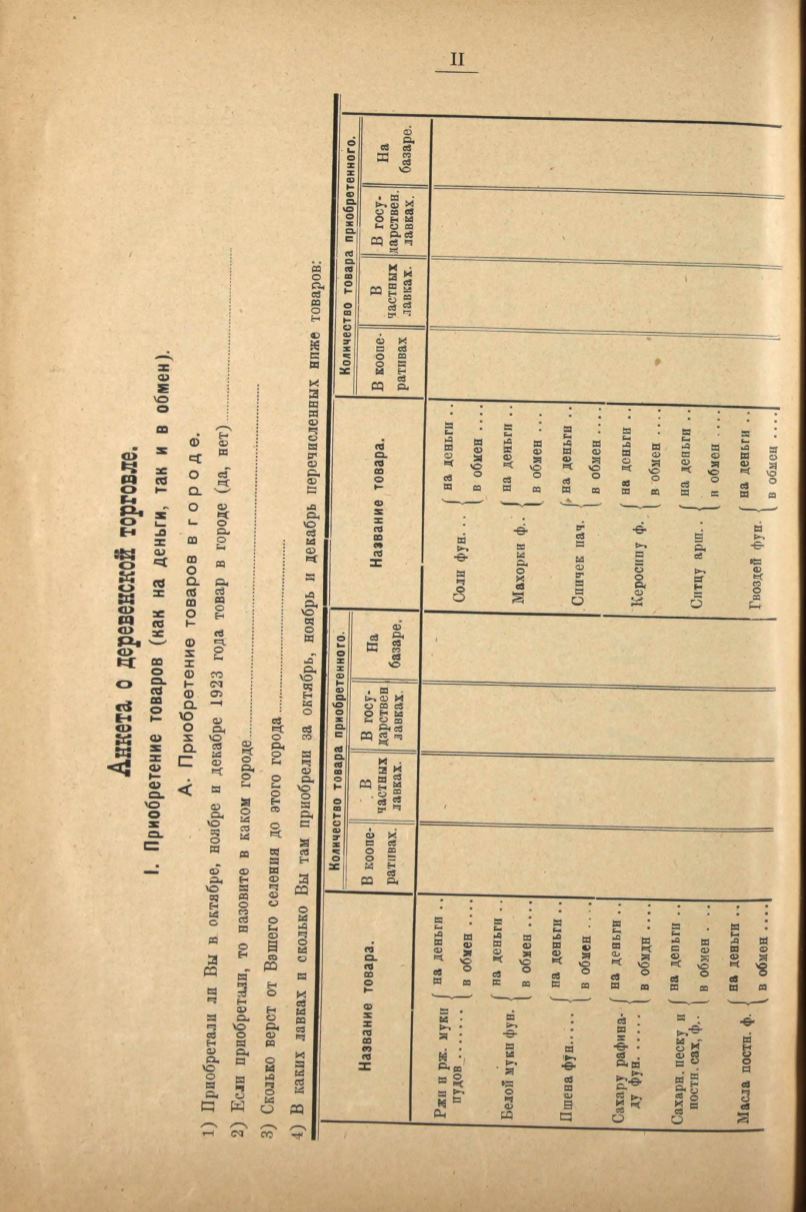 II
Анкета о деревенской торговле.
I. Приобретение товаров (как на деньги, так и в обмен).
А. Приобретение товаров в городе.
1) Приобретали ли Вы в октябре, ноябре и декабре 1923 года товар в городе (да, нет)
2) Если приобретали, то назовите в каком городе
3) Сколько верст от Вашего селения до этого города
4) В каких лавках и сколько Вы там приобрели за октябрь, ноябрь и декабрь перечисленных ниже товаров:
Название товара.
Количество товара приобретенного.
В коопе-
ративах.
В
частных
лавках.
В госу-
дарствен
лавках.
На
базаре.
Ржи и рж. муки
пудов
на деньги ..
в обмен ....
Белой муки фун.
на деньги ..
в обмен ....
Пшена фун.....
на деньги ..
в обмен ....
Сахару рафина-
ду фун. ......
на деньги ..
в обмдн ....
Сахарн. песку и
постн. сах, ф..
на деньги ..
в обмен . ..
Масла постн. ф.
на деньги ..
в обмен ....
Название товара.
Количество товара приобретенного.
В коопе-
ративах
В
частных
лавках.
В госу-
дарствен.
лавках.
На
базаре.
Соли фун. ..
на деньги ..
в обмен ....
Махорки ф..
на деньги ..
в обмен ...
Спичек пач.
на деньги ..
в обмен ....
Керосину ф.
на деньги ..
в обмен ....
Ситцу арш..
на деньги ..
в обмен ....
Гвоздей фун.
на деньги ..
в обмен ....